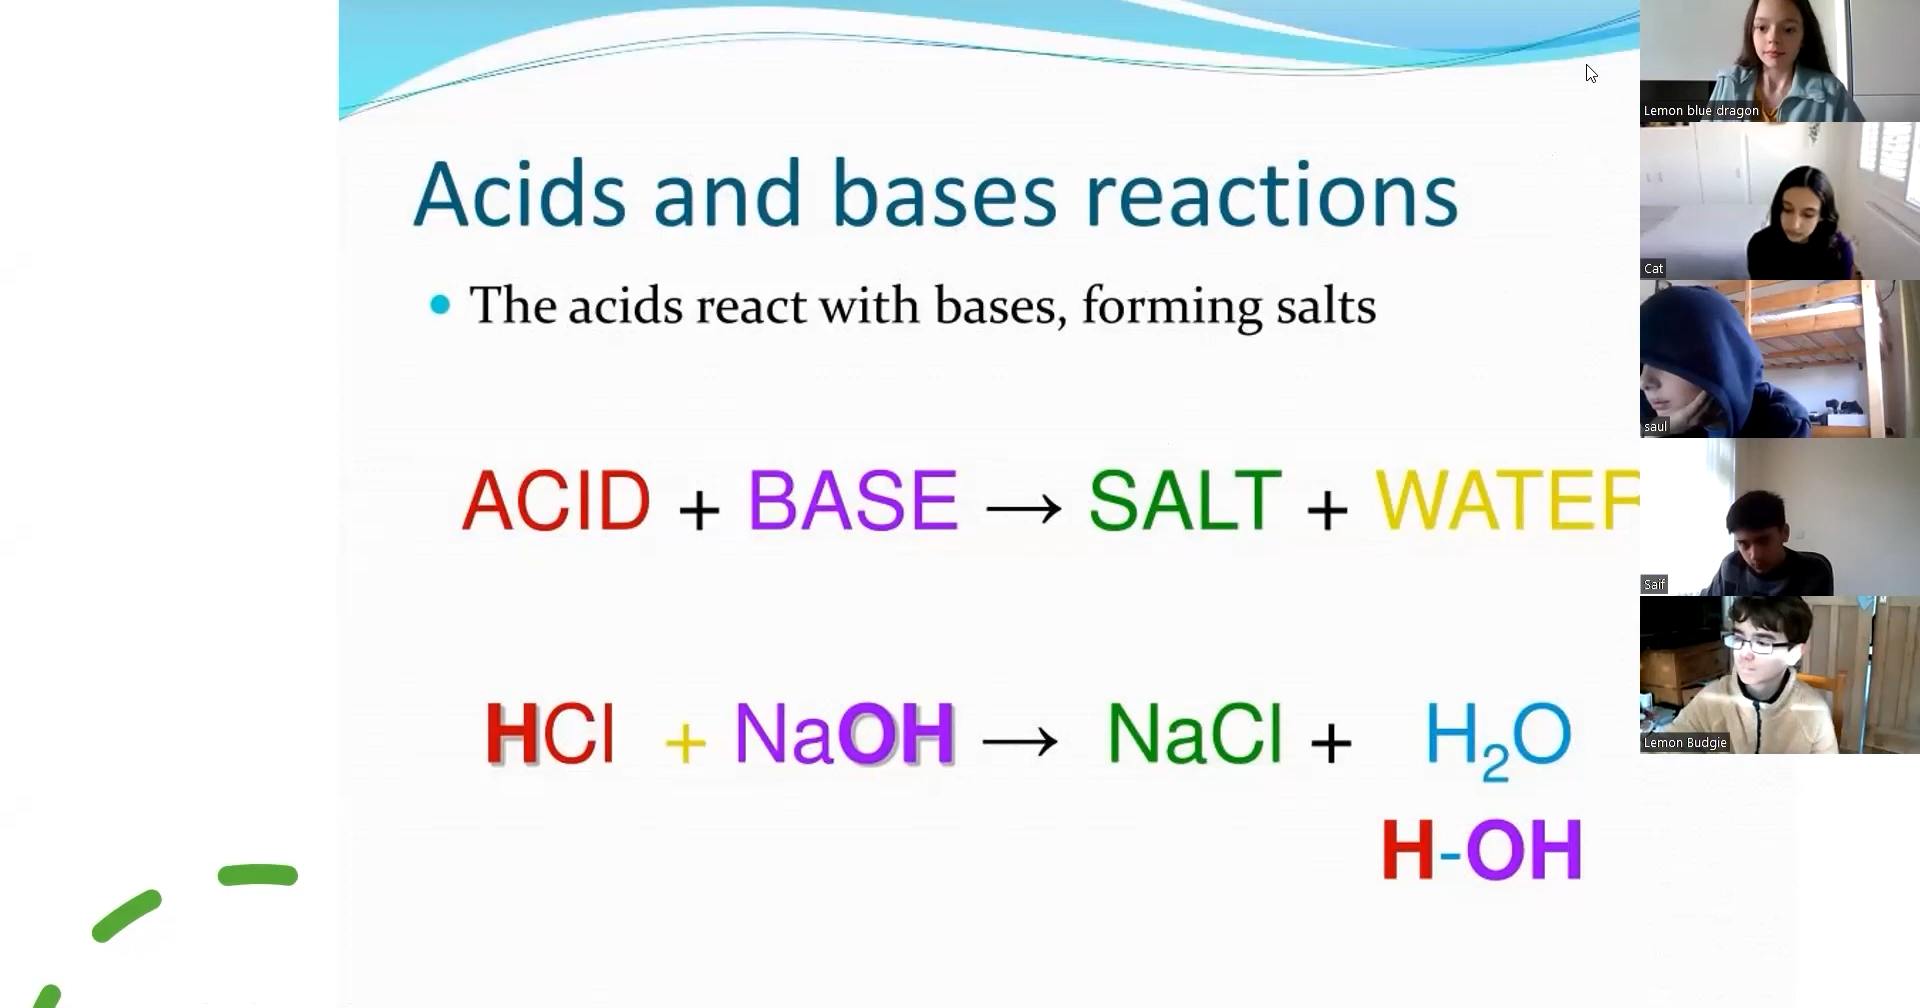 Acids and bases reactions
• The acids react with bases, forming salts
ACID + BASE → SALT + WATER
HCl + NaOH → NaCl + H₂O
H-OH
Lemon blue dragon
Cat
saul
Saif
Lemon Budgie